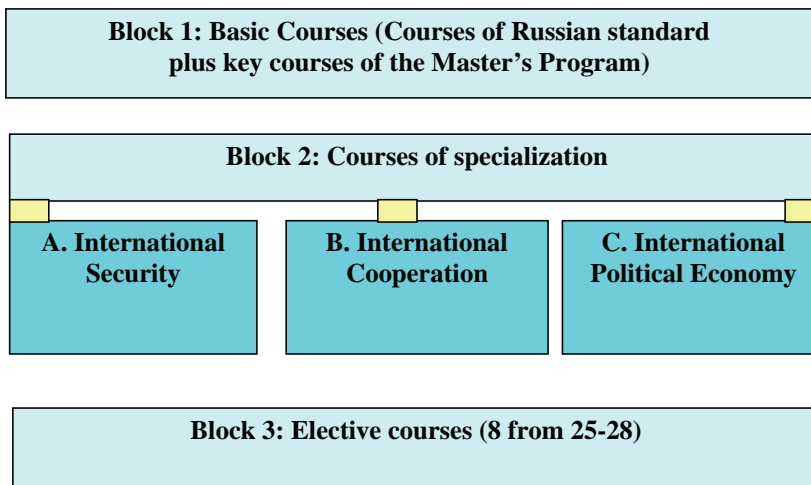 Block 1: Basic Courses (Courses of Russian standard
plus key courses of the Master's Program)
Block 2: Courses of specialization
A. International
Security
B. International
Cooperation
C. International
Political Economy
Block 3: Elective courses (8 from 25-28)